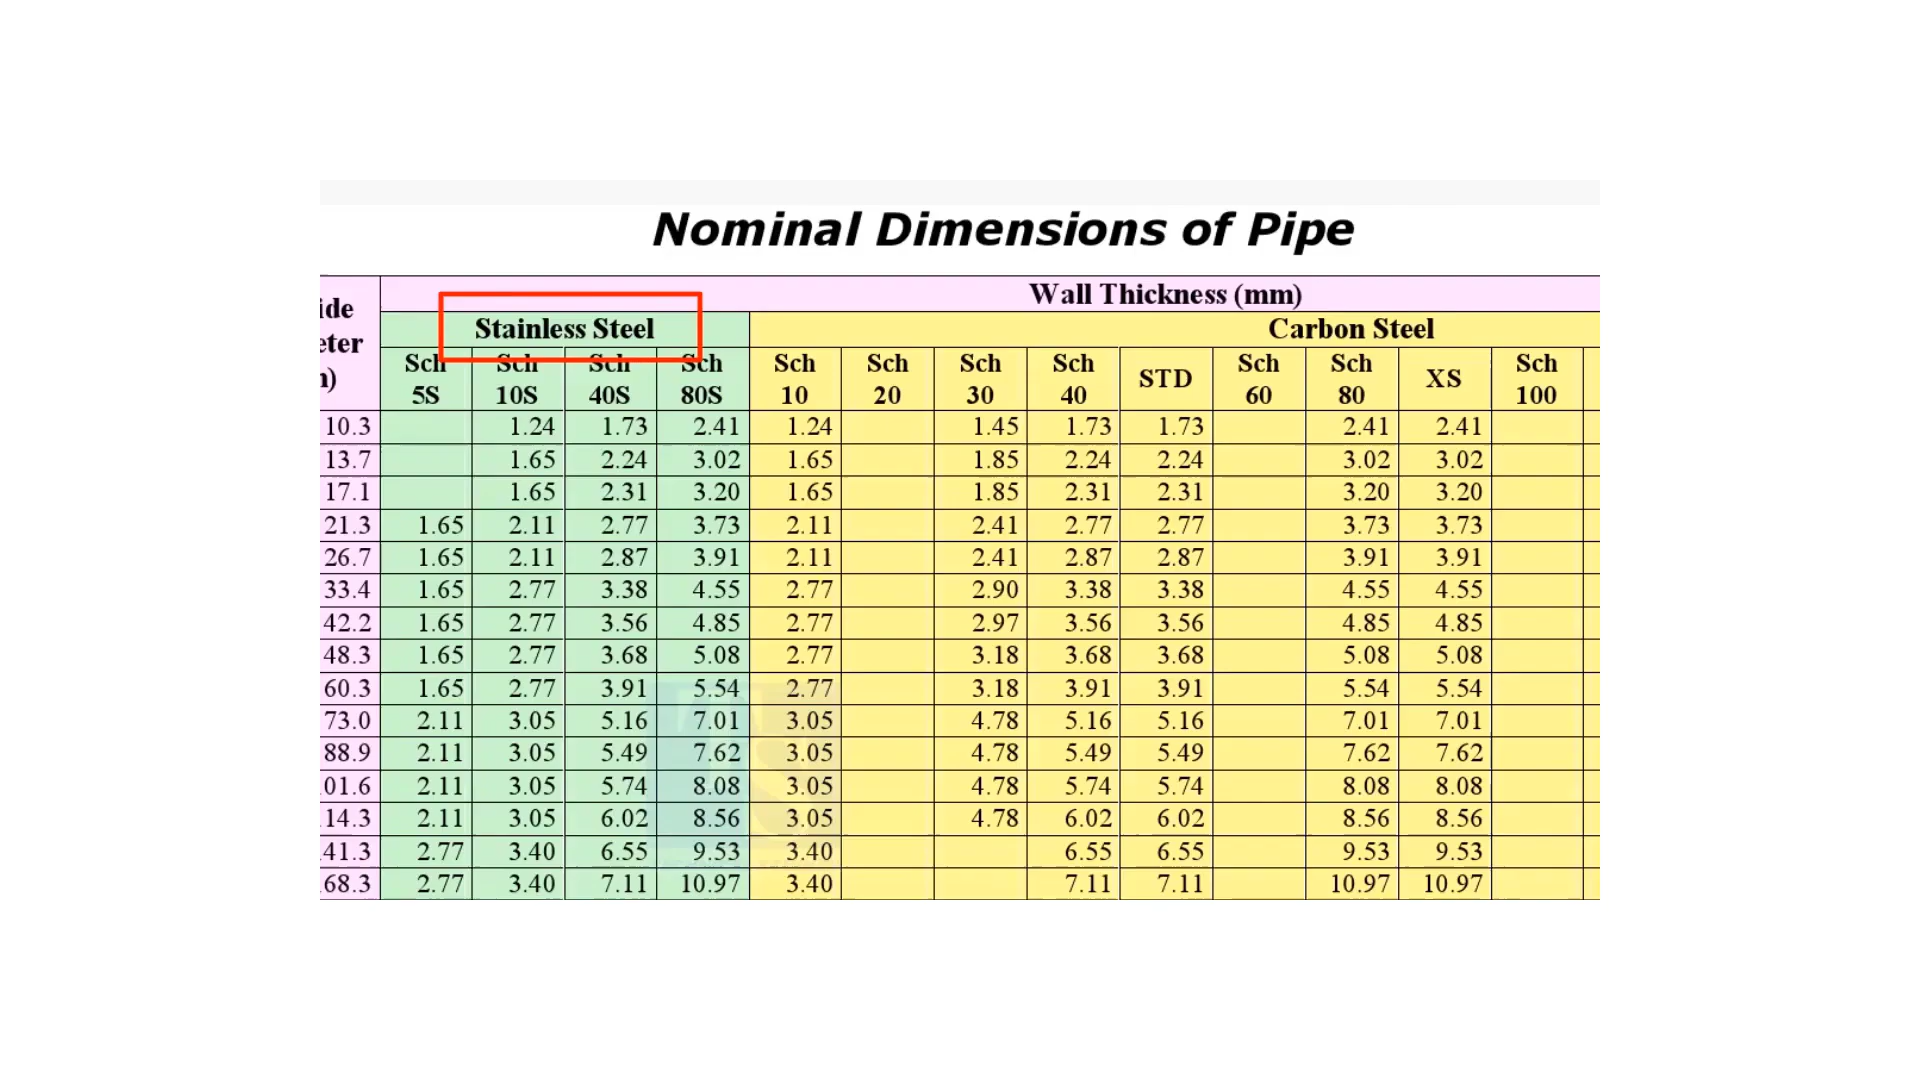 Nominal Dimensions of Pipe
Wall Thickness (mm)
ide
eter
Stainless Steel Carbon Steel
Sch 5S Sch 10S Sch 40S Sch 80S Sch 10 Sch 20 Sch 30 Sch 40 STD Sch 60 Sch 80 XS Sch 100
10.3 1.24 1.73 2.41 1.24 1.45 1.73 1.73 2.41 2.41
13.7 1.65 2.24 3.02 1.65 1.85 2.24 2.24 3.02 3.02
17.1 1.65 2.31 3.20 1.65 1.85 2.31 2.31 3.20 3.20
21.3 1.65 2.11 2.77 3.73 2.11 2.41 2.77 2.77 3.73 3.73
26.7 1.65 2.11 2.87 3.91 2.11 2.41 2.87 2.87 3.91 3.91
33.4 1.65 2.77 3.38 4.55 2.77 2.90 3.38 3.38 4.55 4.55
42.2 1.65 2.77 3.56 4.85 2.77 2.97 3.56 3.56 4.85 4.85
48.3 1.65 2.77 3.68 5.08 2.77 3.18 3.68 3.68 5.08 5.08
60.3 1.65 2.77 3.91 5.54 2.77 3.18 3.91 3.91 5.54 5.54
73.0 2.11 3.05 5.16 7.01 3.05 4.78 5.16 5.16 7.01 7.01
88.9 2.11 3.05 5.49 7.62 3.05 4.78 5.49 5.49 7.62 7.62
01.6 2.11 3.05 5.74 8.08 3.05 4.78 5.74 5.74 8.08 8.08
14.3 2.11 3.05 6.02 8.56 3.05 4.78 6.02 6.02 8.56 8.56
41.3 2.77 3.40 6.55 9.53 3.40 6.55 6.55 9.53 9.53
68.3 2.77 3.40 7.11 10.97 3.40 7.11 7.11 10.97 10.97